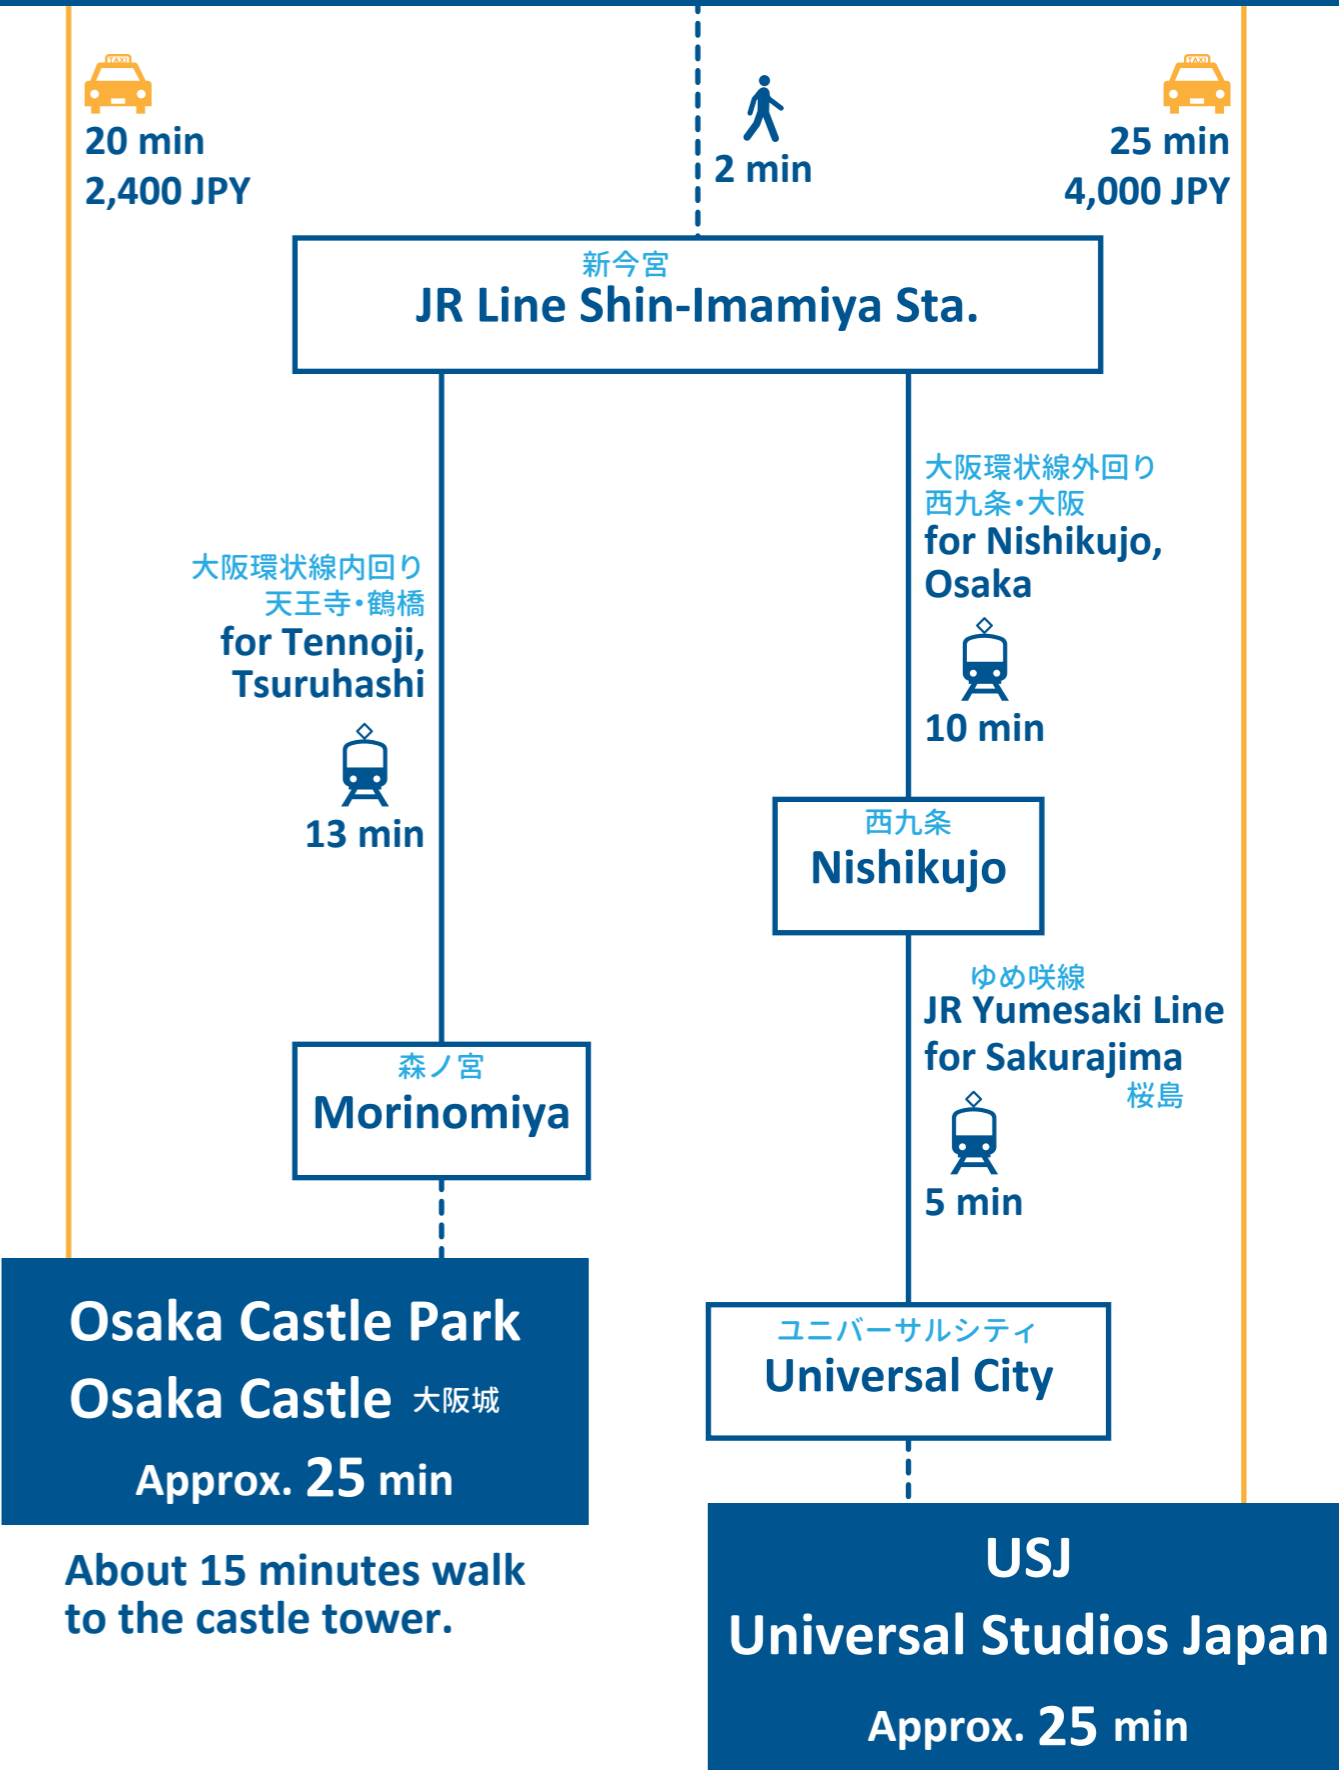 TAXI
20 min
2,400 JPY
2 min
TAXI
25 min
4,000 JPY
新今宮
JR Line Shin-Imamiya Sta.
大阪環状線内回り
天王寺・鶴橋
for Tennoji,
Tsuruhashi
13 min
大阪環状線外回り
西九条・大阪
for Nishikujo,
Osaka
10 min
西九条
Nishikujo
ゆめ咲線
JR Yumesaki Line
for Sakurajima
桜島
5 min
森ノ宮
Morinomiya
Osaka Castle Park
Osaka Castle 大阪城
Approx. 25 min
About 15 minutes walk
to the castle tower.
ユニバーサルシティ
Universal City
USJ
Universal Studios Japan
Approx. 25 min